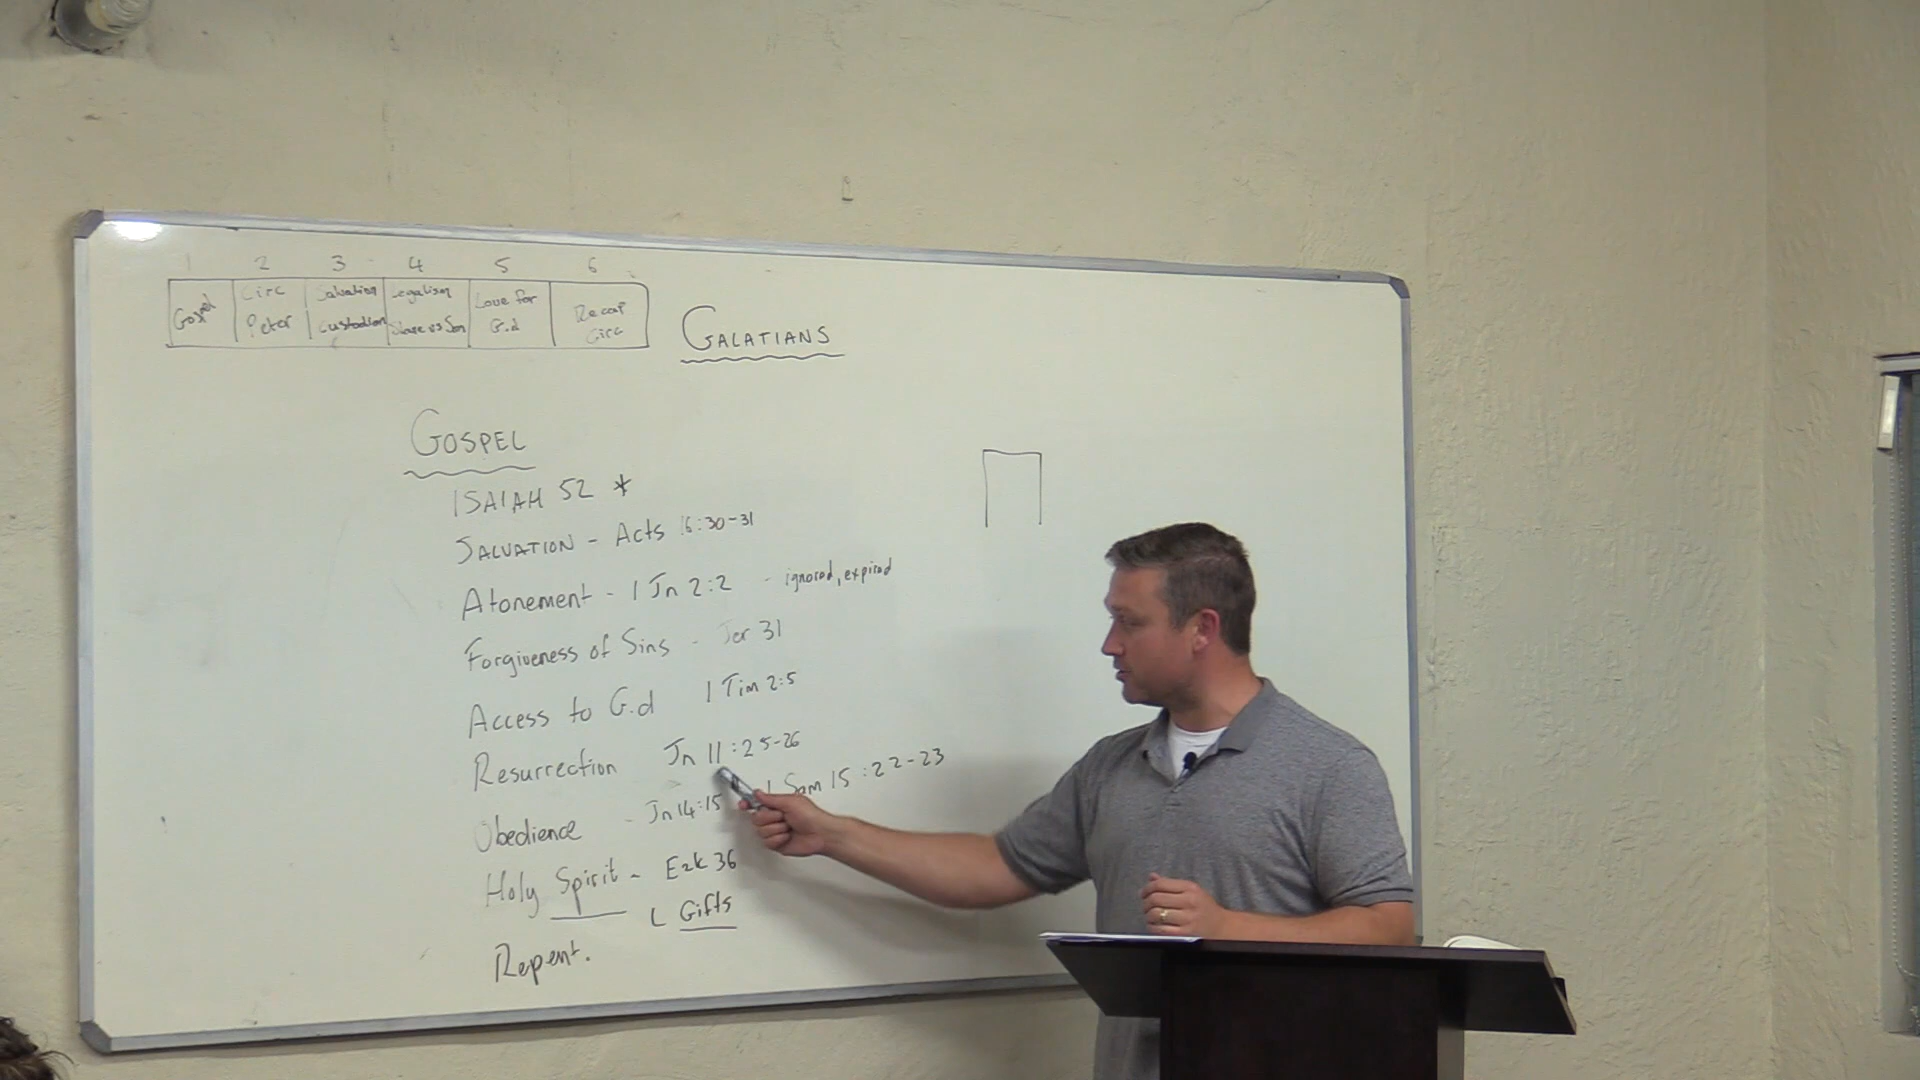 1 2 3 4 5 6
Gospel Circ Salvation Legalism Love for Recap
Peter Custodian Slave vs Son G.d Circ
GALATIANS
GOSPEL
ISAIAH 52 *
SALVATION - Acts 16:30-31
Atonement - 1 Jn 2:2 - ignored, expired
Forgiveness of Sins - Jer 31
Access to G.d 1 Tim 2:5
Resurrection Jn 11:25-26
Obedience - Jn 14:15 1 Sam 15:22-23
Holy Spirit - Ezk 36
Gifts
Repent.